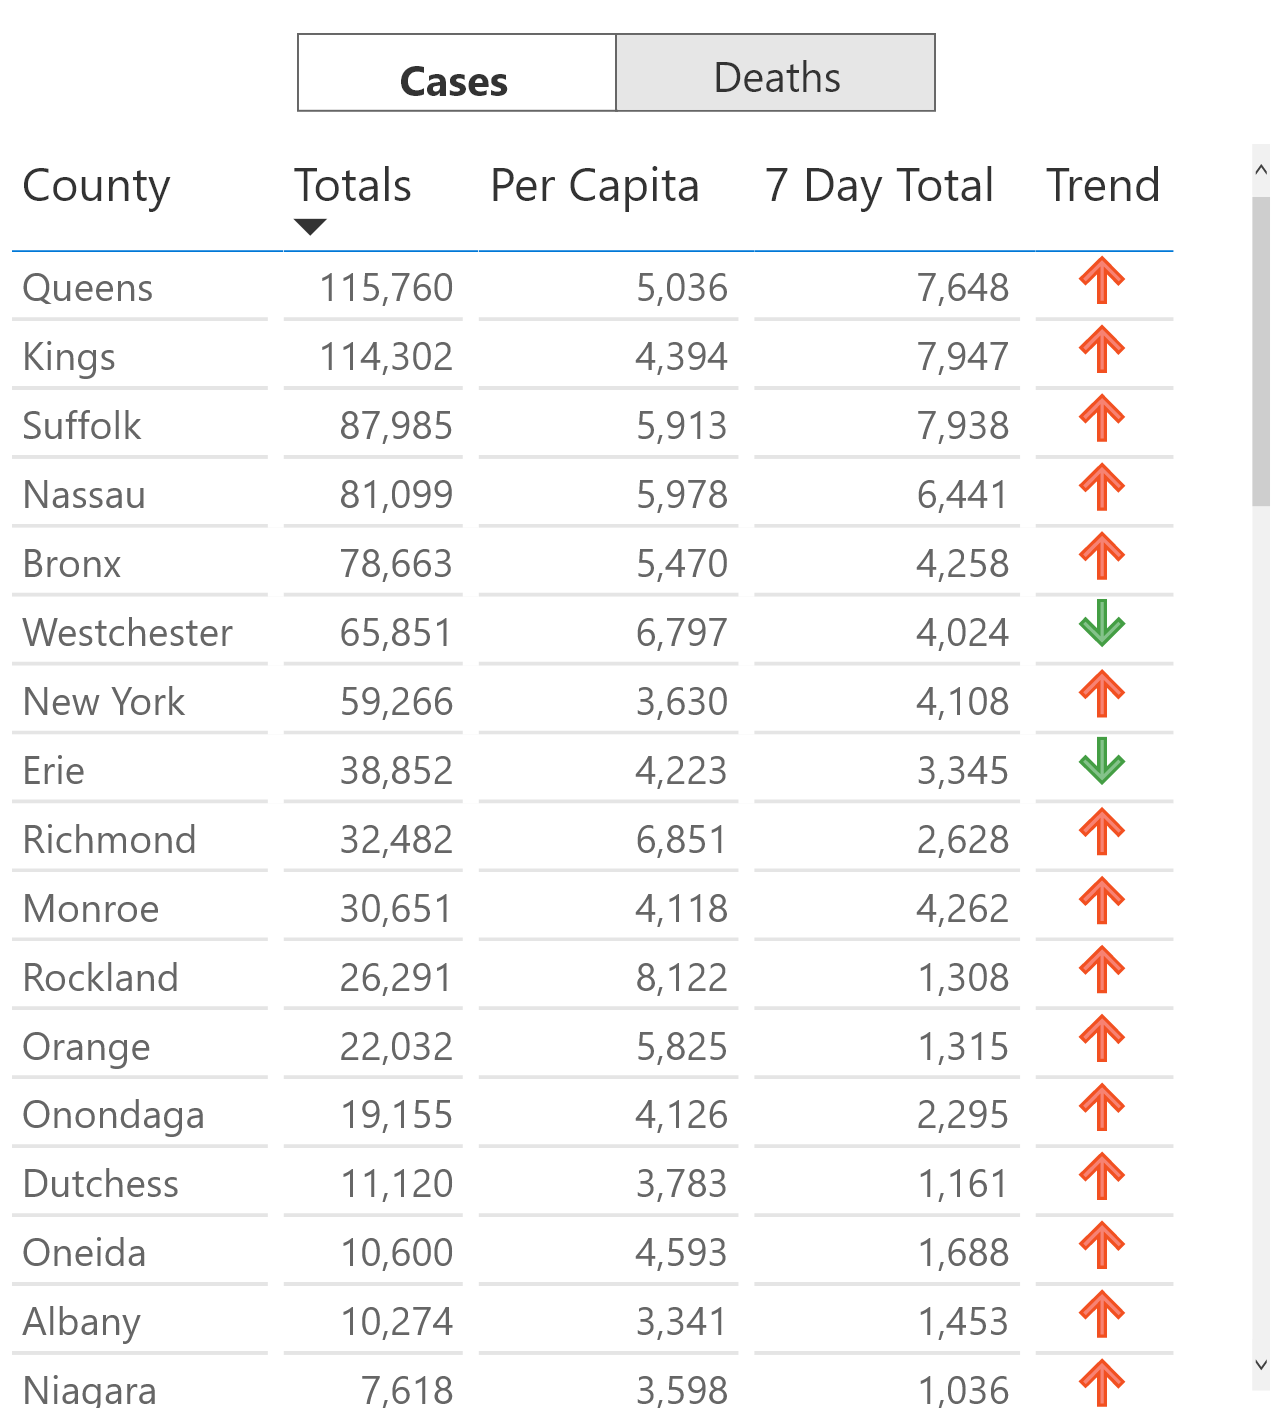 Cases Deaths
County Totals Per Capita 7 Day Total Trend
Queens 115,760 5,036 7,648
Kings 114,302 4,394 7,947
Suffolk 87,985 5,913 7,938
Nassau 81,099 5,978 6,441
Bronx 78,663 5,470 4,258
Westchester 65,851 6,797 4,024
New York 59,266 3,630 4,108
Erie 38,852 4,223 3,345
Richmond 32,482 6,851 2,628
Monroe 30,651 4,118 4,262
Rockland 26,291 8,122 1,308
Orange 22,032 5,825 1,315
Onondaga 19,155 4,126 2,295
Dutchess 11,120 3,783 1,161
Oneida 10,600 4,593 1,688
Albany 10,274 3,341 1,453
Niagara 7,618 3,598 1,036